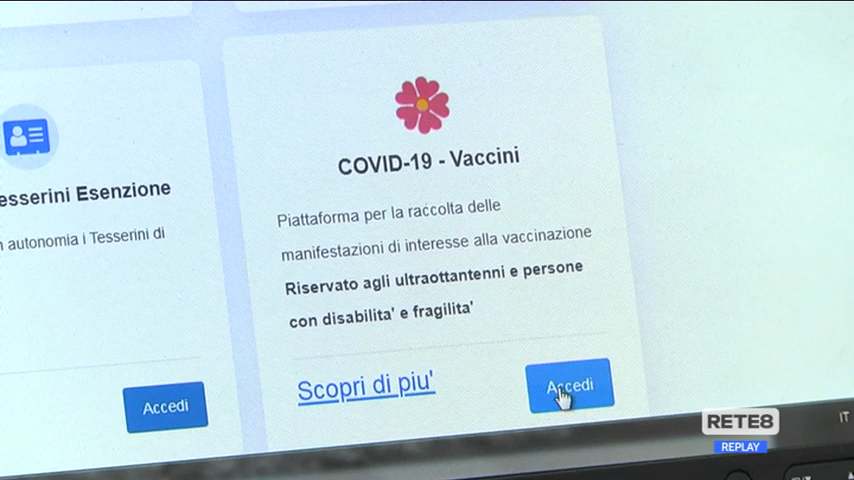 esserini Esenzione
n autonomia i Tesserini di
Accedi
COVID-19 - Vaccini
Piattaforma per la raccolta delle
manifestazioni di interesse alla vaccinazione
Riservato agli ultraottantenni e persone
con disabilita' e fragilita'
Scopri di piu'
Accedi
RETE8
REPLAY
IT